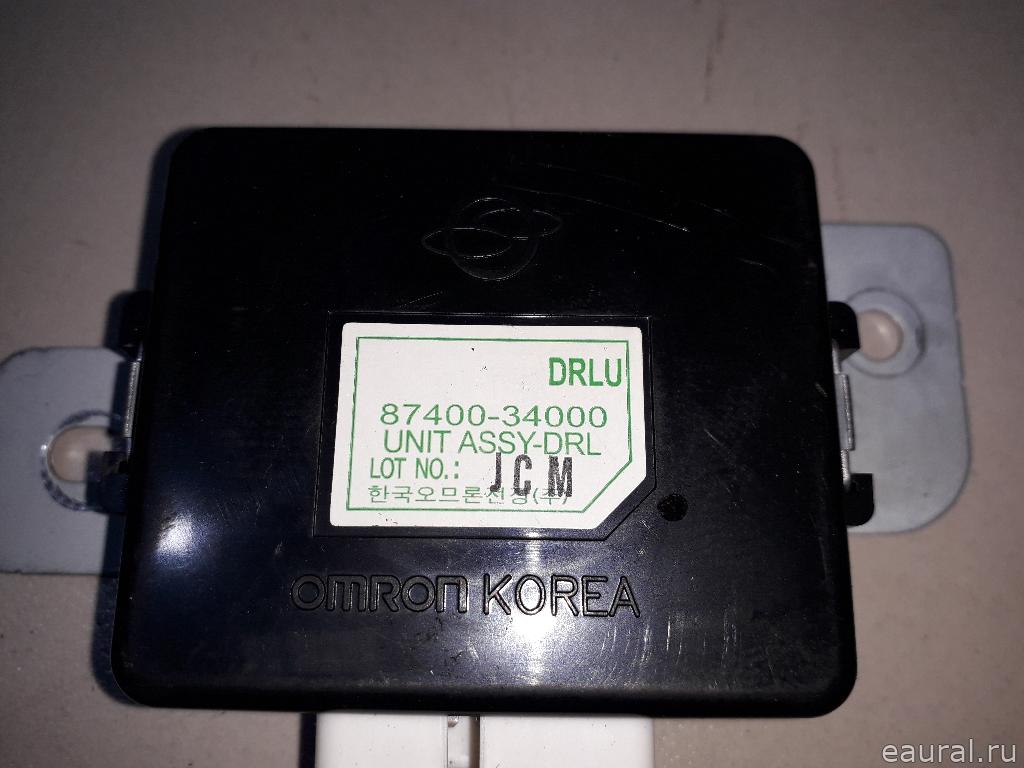 DRLU
87400-34000
UNIT ASSY-DRL
LOT NO.: JCM
한국오므론전장(주)
OMRON KOREA
eaural.ru